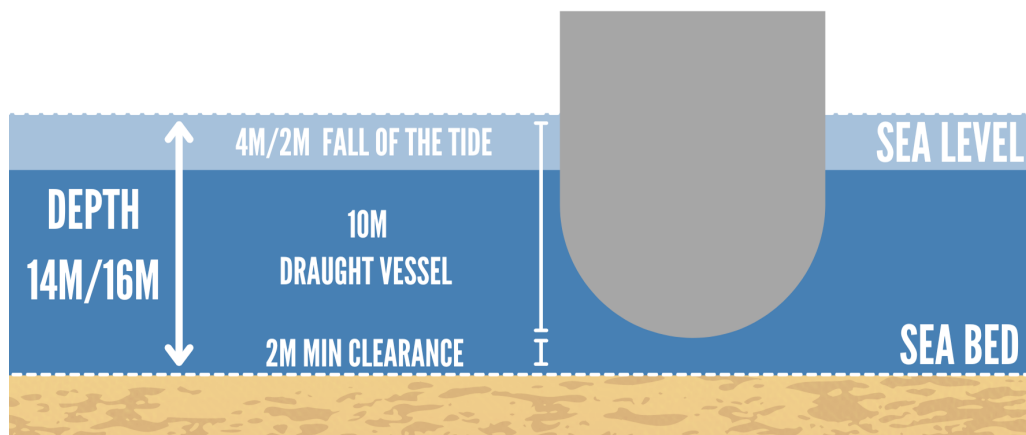 4M/2M FALL OF THE TIDE
SEA LEVEL
DEPTH
14M/16M
10M
DRAUGHT VESSEL
2M MIN CLEARANCE
SEA BED